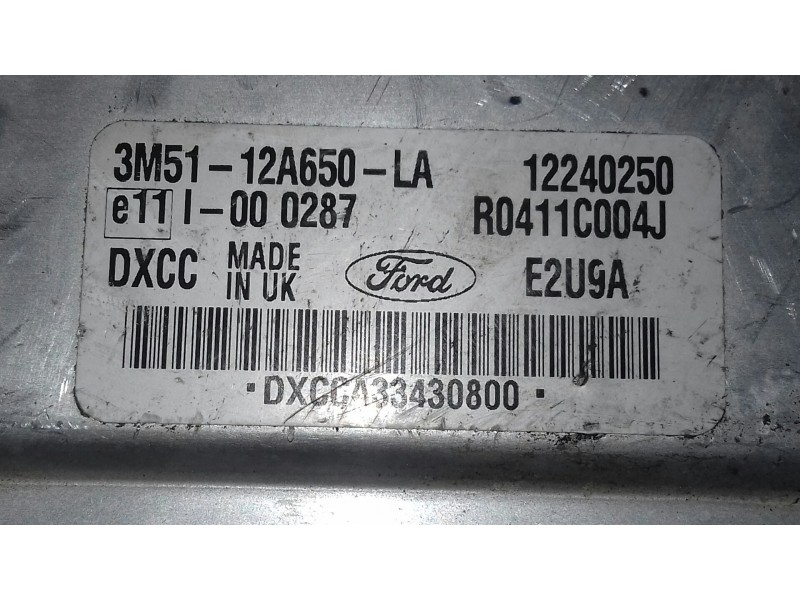 3M51-12A650-LA 12240250
e11 I-00 0287 R0411C004J
DXCC MADE IN UK Ford E2U9A
·DXCCA33430800·